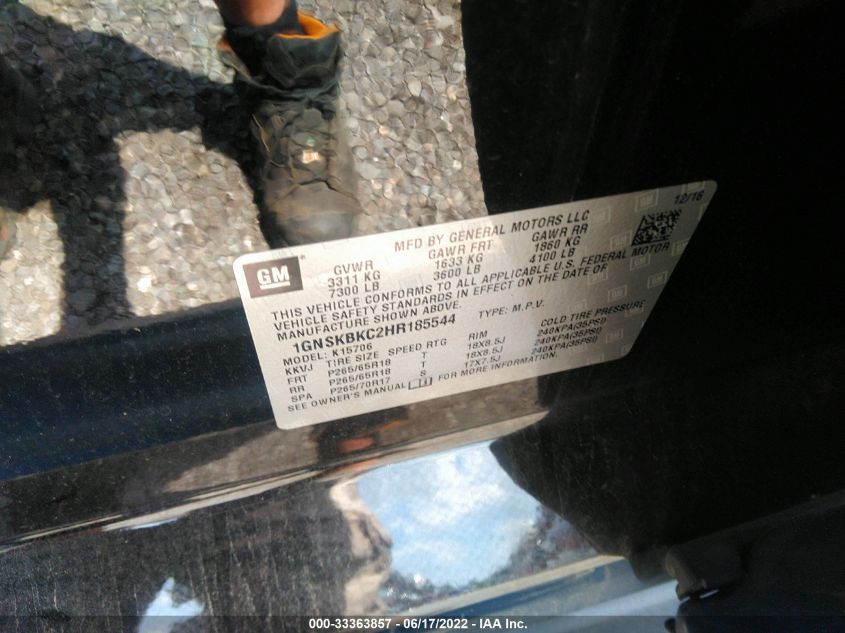 12/16
MFD BY GENERAL MOTORS LLC
GM
GVWR GAWR FRT GAWR RR
3311 KG 1633 KG 1860 KG
7300 LB 3600 LB 4100 LB
THIS VEHICLE CONFORMS TO ALL APPLICABLE U.S. FEDERAL MOTOR
VEHICLE SAFETY STANDARDS IN EFFECT ON THE DATE OF
MANUFACTURE SHOWN ABOVE.
1GNSKBKC2HR185544 TYPE: M.P.V.
MODEL: K15706
KKVJ TIRE SIZE SPEED RTG RIM COLD TIRE PRESSURE
FRT P265/65R18 T 18X8.5J 240KPA(35PSI)
RR P265/65R18 T 18X8.5J 240KPA(35PSI)
SPA P265/70R17 S 17X7.5J 240KPA(35PSI)
SEE OWNER'S MANUAL FOR MORE INFORMATION.
000-33363857 - 06/17/2022 - IAA Inc.